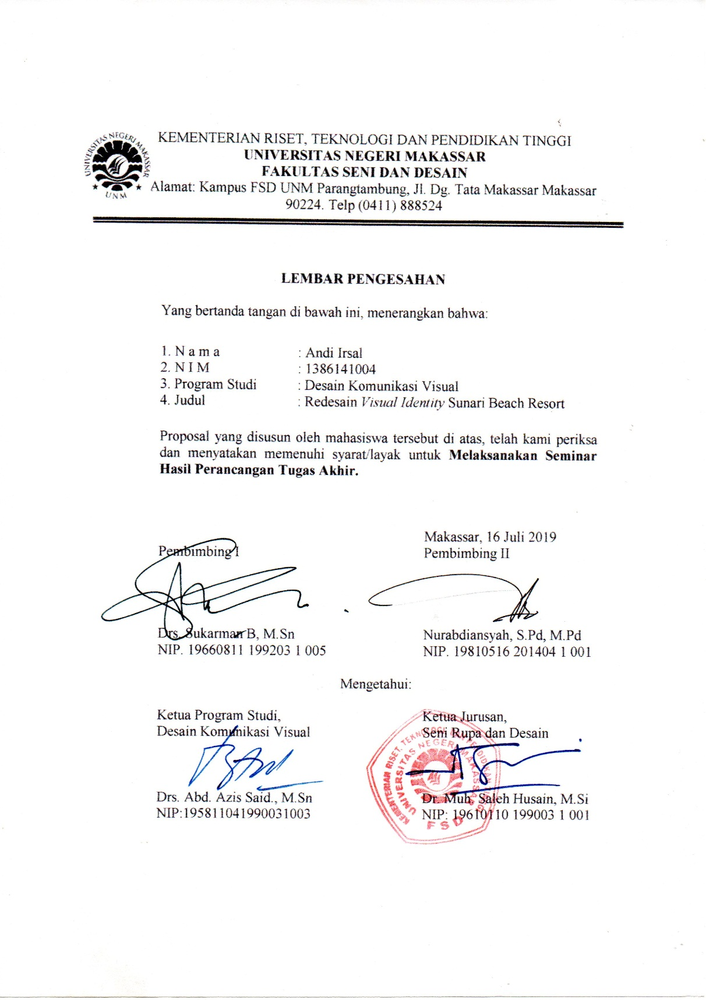 KEMENTERIAN RISET, TEKNOLOGI DAN PENDIDIKAN TINGGI
UNIVERSITAS NEGERI MAKASSAR
FAKULTAS SENI DAN DESAIN
Alamat: Kampus FSD UNM Parangtambung, Jl. Dg. Tata Makassar Makassar
90224. Telp (0411) 888524
UNIVERSITAS NEGERI MAKASSAR
UNM
LEMBAR PENGESAHAN
Yang bertanda tangan di bawah ini, menerangkan bahwa:
1. N a m a : Andi Irsal
2. N I M : 1386141004
3. Program Studi : Desain Komunikasi Visual
4. Judul : Redesain Visual Identity Sunari Beach Resort
Proposal yang disusun oleh mahasiswa tersebut di atas, telah kami periksa
dan menyatakan memenuhi syarat/layak untuk Melaksanakan Seminar
Hasil Perancangan Tugas Akhir.
Makassar, 16 Juli 2019
Pembimbing I
Pembimbing II
Drs. Sukarman B, M.Sn
NIP. 19660811 199203 1 005
Nurabdiansyah, S.Pd, M.Pd
NIP. 19810516 201404 1 001
Mengetahui:
Ketua Program Studi,
Desain Komunikasi Visual
Ketua Jurusan,
Seni Rupa dan Desain
Drs. Abd. Azis Said., M.Sn
NIP:195811041990031003
Dr. Muh. Saleh Husain, M.Si
NIP: 19610110 199003 1 001
KEMENTERIAN RISET, TEKNOLOGI DAN PENDIDIKAN TINGGI
UNIVERSITAS NEGERI MAKASSAR
FSD